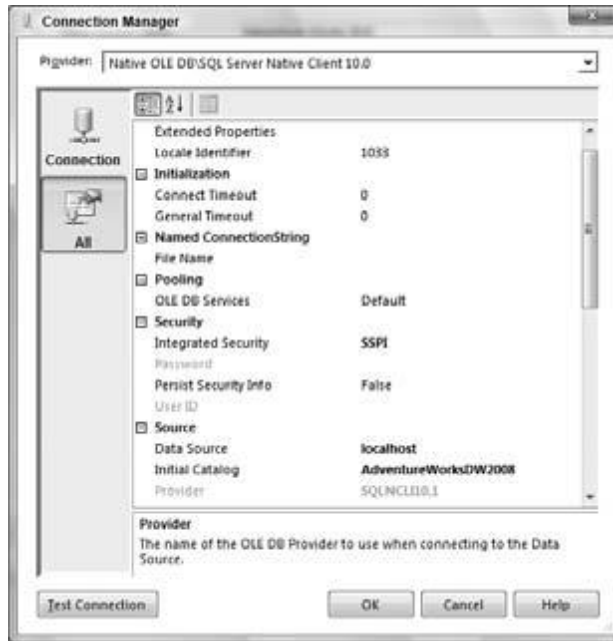 Connection Manager
Provider: Native OLE DB\SQL Server Native Client 10.0
Connection
All
Extended Properties
Locale Identifier 1033
Initialization
Connect Timeout 0
General Timeout 0
Named ConnectionString
File Name
Pooling
OLE DB Services Default
Security
Integrated Security SSPI
Password
Persist Security Info False
User ID
Source
Data Source localhost
Initial Catalog AdventureWorksDW2008
Provider SQLNCLI10.1
Provider
The name of the OLE DB Provider to use when connecting to the Data
Source.
Test Connection OK Cancel Help